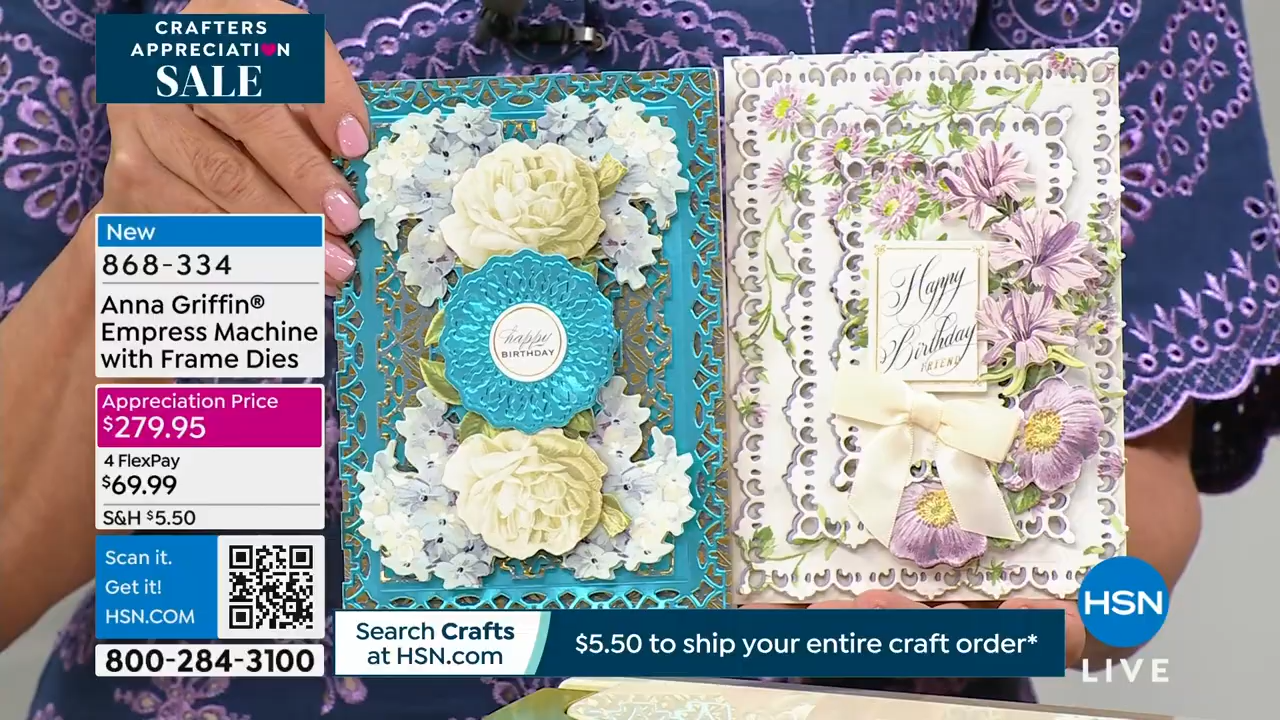 CRAFTERS
APPRECIATION
SALE
New
868-334
Anna Griffin®
Empress Machine
with Frame Dies
Appreciation Price
$279.95
4 FlexPay
$69.99
S&H $5.50
Scan it.
Get it!
HSN.COM
800-284-3100
happy
BIRTHDAY
Happy
Birthday
FRIEND
Search Crafts
at HSN.com
$5.50 to ship your entire craft order*
HSN
LIVE